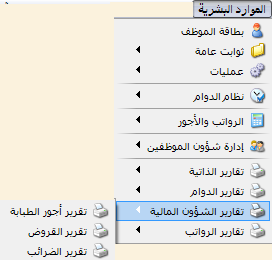 الموارد البشرية
بطاقة الموظف
ثوابت عامة
عمليات
نظام الدوام
الرواتب والأجور
إدارة شؤون الموظفين
تقارير الذاتية
تقارير الدوام
تقارير الشؤون المالية
تقارير الرواتب
تقرير أجور الطبابة
تقرير القروض
تقرير الضرائب